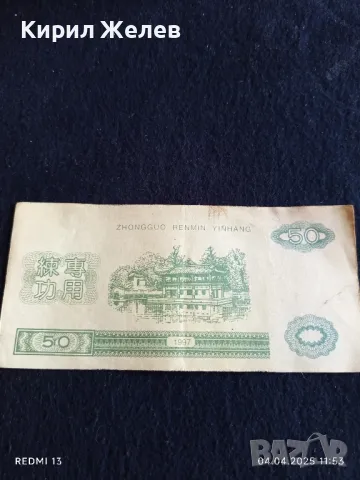 Кирил Желев
ZHONGGUO RENMIN YINHANG
50
練專
功用
50
1997
REDMI 13
04.04.2025 11:53
BAZAR